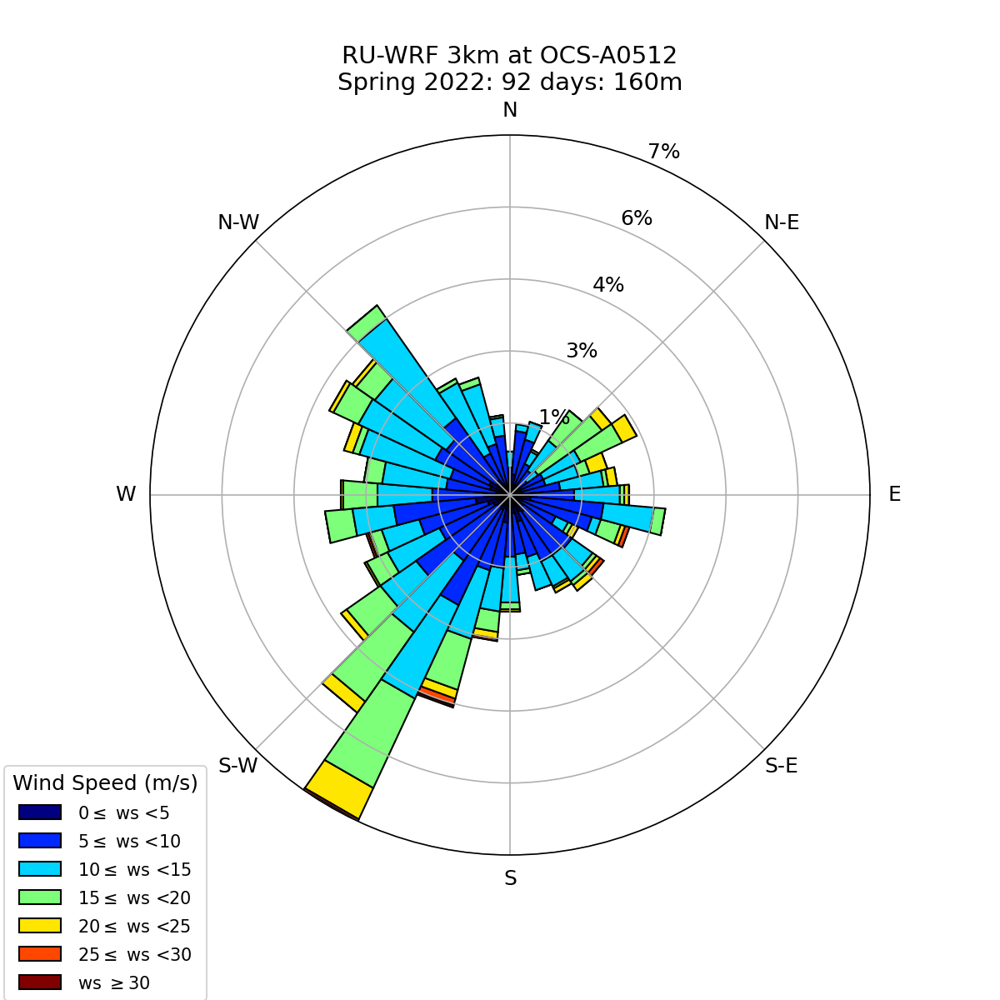 RU-WRF 3km at OCS-A0512
Spring 2022: 92 days: 160m
N
7%
N-W
N-E
6%
4%
3%
1%
W
E
S-W
S-E
S
Wind Speed (m/s)
0≤ ws <5
5≤ ws <10
10≤ ws <15
15≤ ws <20
20≤ ws <25
25≤ ws <30
ws ≥30